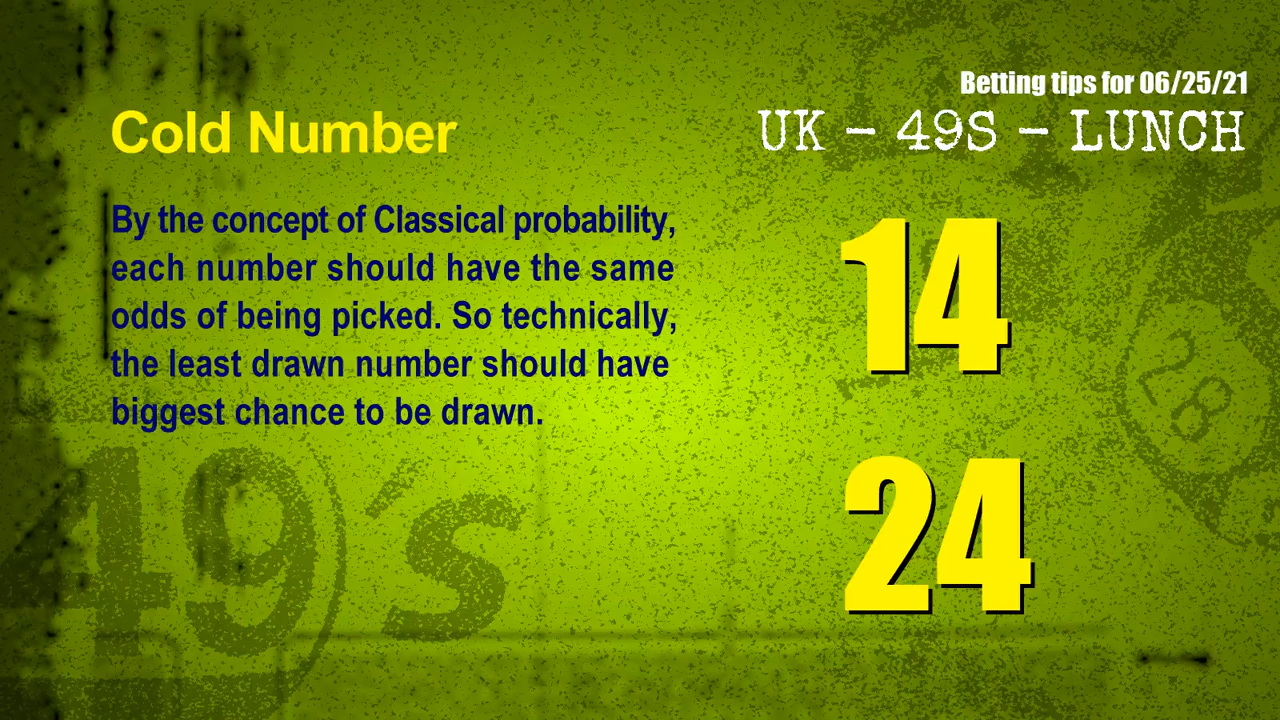 Betting tips for 06/25/21
UK - 49S - LUNCH
Cold Number
By the concept of Classical probability,
each number should have the same
odds of being picked. So technically,
the least drawn number should have
biggest chance to be drawn.
14
24
49's
28